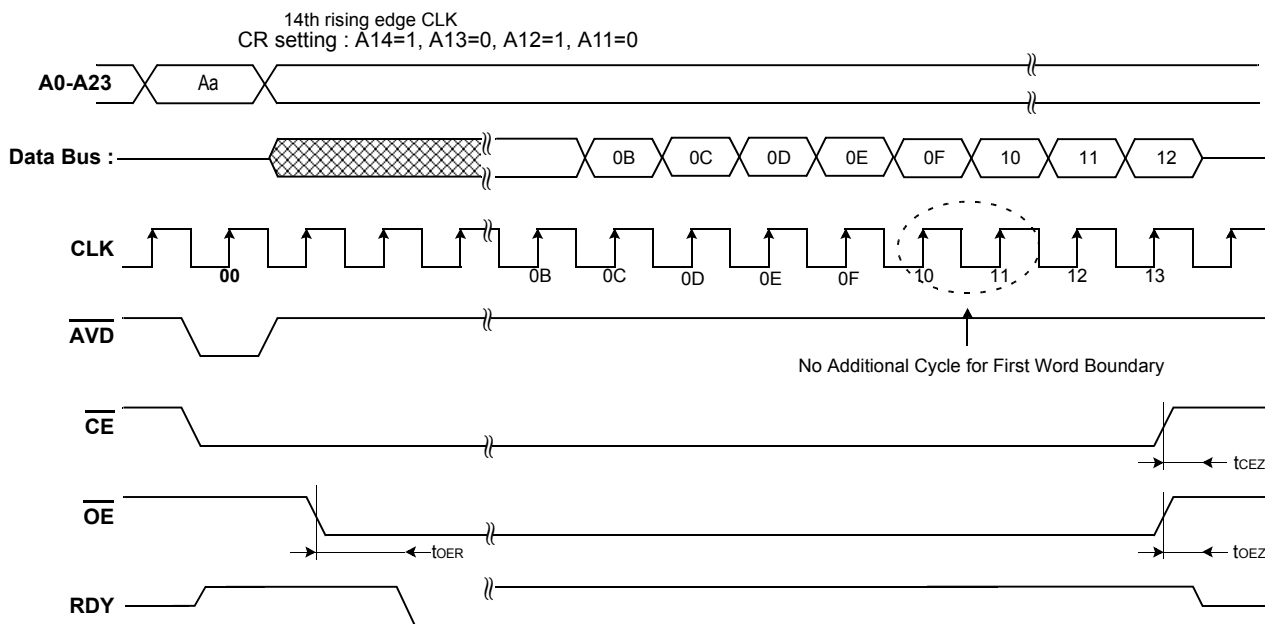 14th rising edge CLK
CR setting : A14=1, A13=0, A12=1, A11=0
A0-A23 Aa
Data Bus : 0B 0C 0D 0E 0F 10 11 12
CLK
00 0B 0C 0D 0E 0F 10 11 12 13
AVD
No Additional Cycle for First Word Boundary
CE
tCEZ
OE
tOER tOEZ
RDY